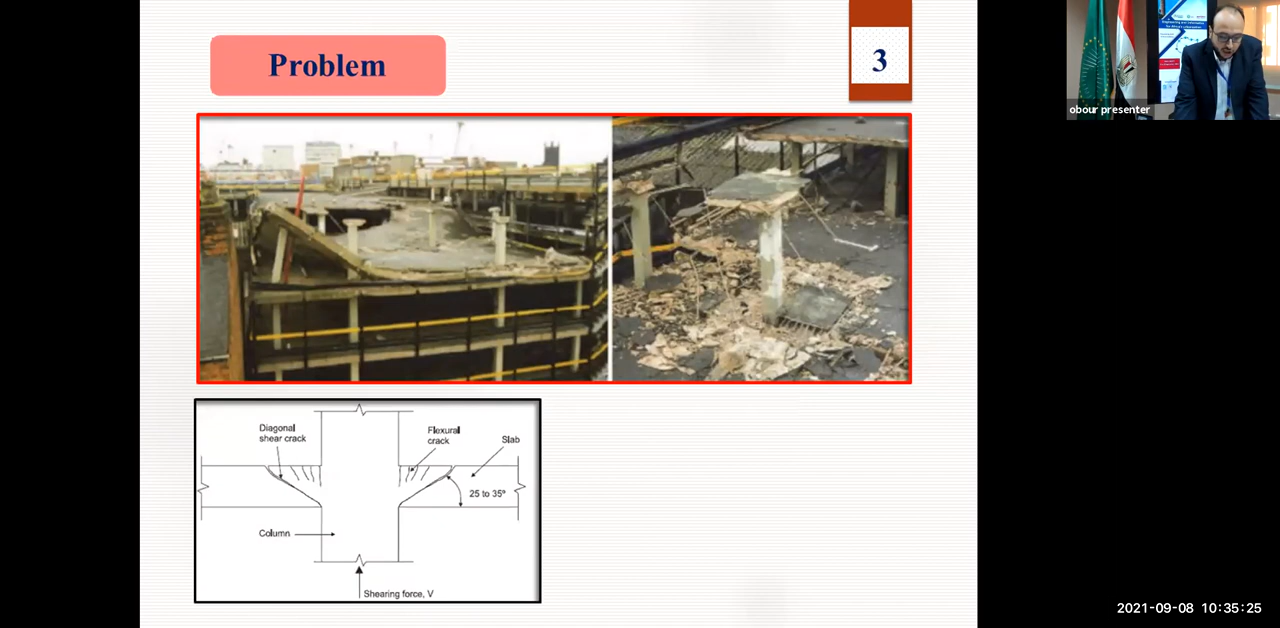 Problem
3
Diagonal
shear crack
Flexural
crack
Slab
25 to 35º
Column
Shearing force, V
obour presenter
2021-09-08 10:35:25